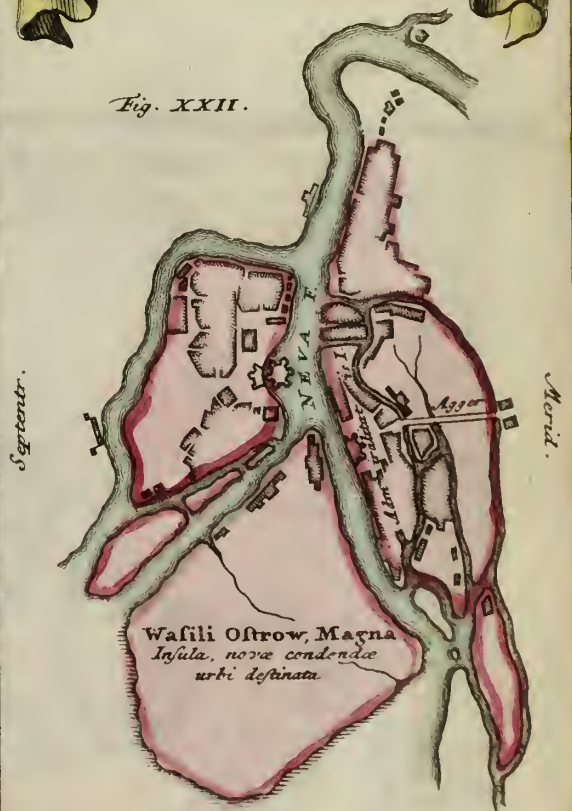 Fig. XXII.
Septentr.
NEVA F
Agger
Merid.
Waſili Oſtrow, Magna
Inſula, novæ condendæ
urbi deſtinata